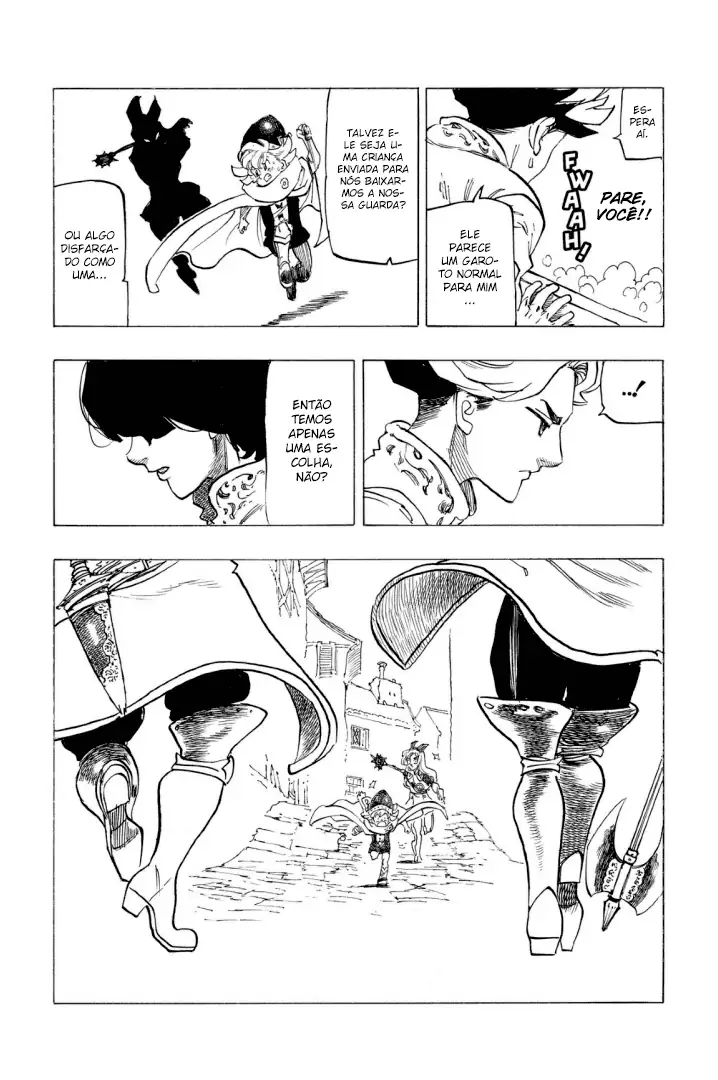 ES-
PERA
AÍ.
FWAAH!
PARE,
VOCÊ!!
ELE
PARECE
UM GARO-
TO NORMAL
PARA MIM
...
TALVEZ E-
LE SEJA U-
MA CRIANÇA
ENVIADA PARA
NÓS BAIXAR-
MOS A NOS-
SA GUARDA?
OU ALGO
DISFARÇA-
DO COMO
UMA...
...!
ENTÃO
TEMOS
APENAS
UMA ES-
COLHA,
NÃO?